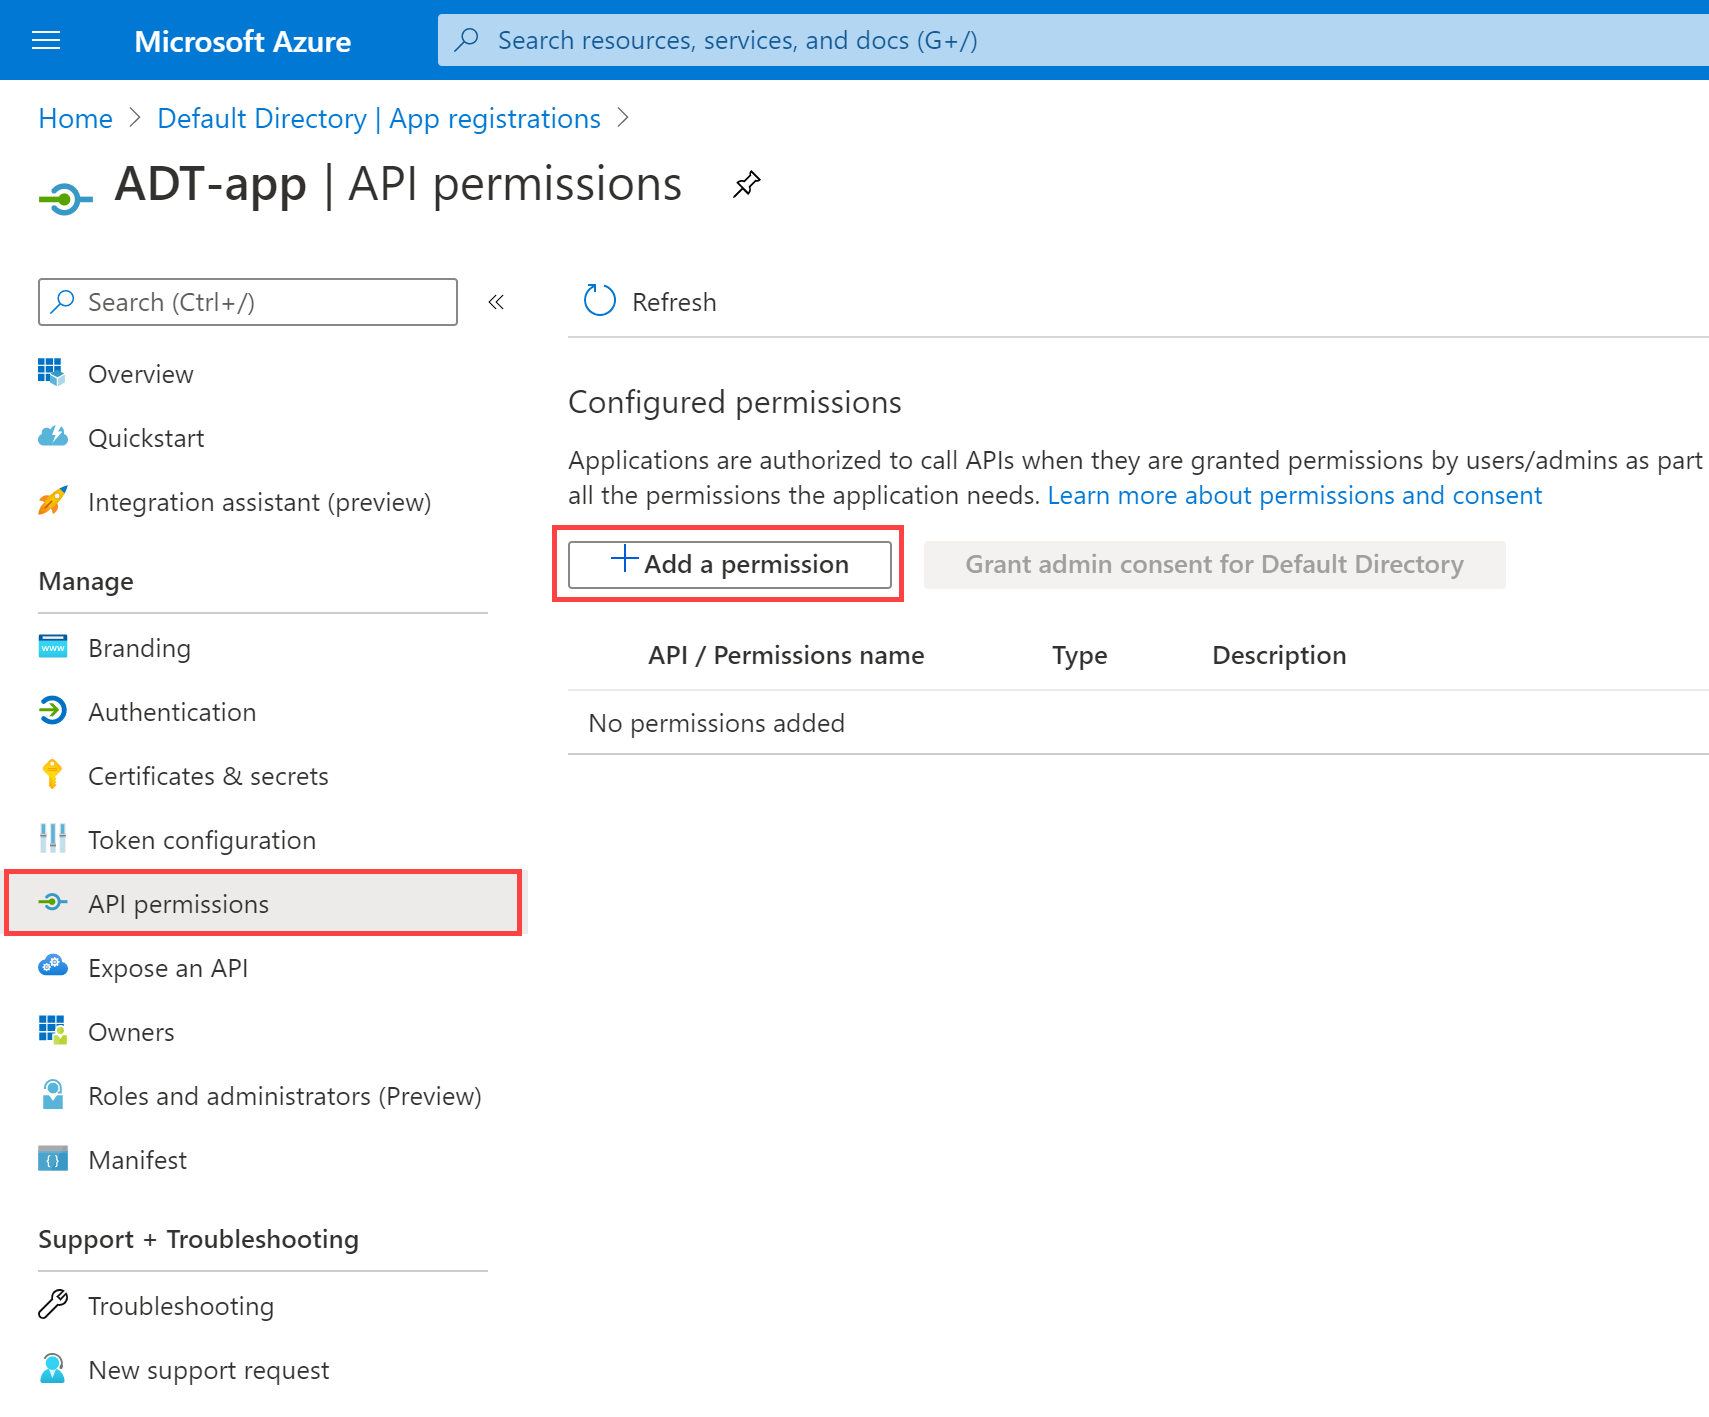 Microsoft Azure
Search resources, services, and docs (G+/)
Home > Default Directory | App registrations >
ADT-app | API permissions
Search (Ctrl+/)
«
Refresh
Overview
Quickstart
Integration assistant (preview)
Manage
Branding
Authentication
Certificates & secrets
Token configuration
API permissions
Expose an API
Owners
Roles and administrators (Preview)
Manifest
Support + Troubleshooting
Troubleshooting
New support request
Configured permissions
Applications are authorized to call APIs when they are granted permissions by users/admins as part
all the permissions the application needs. Learn more about permissions and consent
+ Add a permission
Grant admin consent for Default Directory
API / Permissions name Type Description
No permissions added